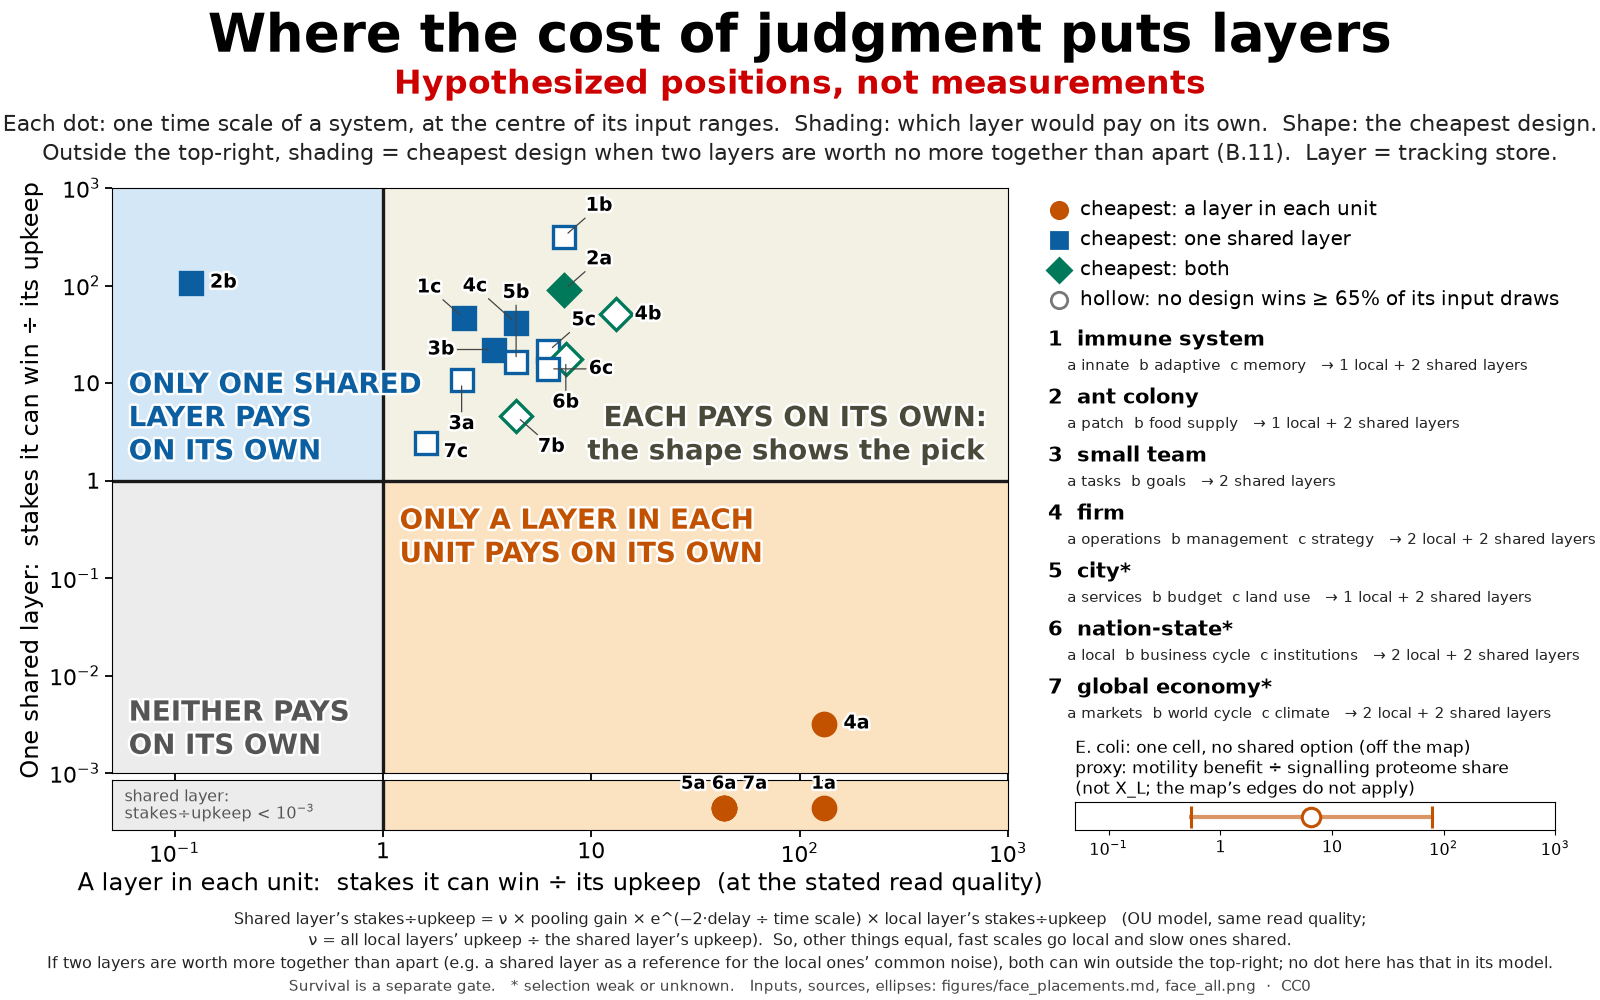 Where the cost of judgment puts layers
Hypothesized positions, not measurements
Each dot: one time scale of a system, at the centre of its input ranges.  Shading: which layer would pay on its own.  Shape: the cheapest design.
Outside the top-right, shading = cheapest design when two layers are worth no more together than apart (B.11).  Layer = tracking store.
One shared layer:  stakes it can win ÷ its upkeep
10³
10²
10
1
10⁻¹
10⁻²
10⁻³
1b
2a
2b
1c
4c
5b
4b
5c
3b
6c
6b
3a
7b
7c
ONLY ONE SHARED
LAYER PAYS
ON ITS OWN
EACH PAYS ON ITS OWN:
the shape shows the pick
ONLY A LAYER IN EACH
UNIT PAYS ON ITS OWN
NEITHER PAYS
ON ITS OWN
4a
5a 6a 7a
1a
shared layer:
stakes÷upkeep < 10⁻³
10⁻¹
1
10
10²
10³
A layer in each unit:  stakes it can win ÷ its upkeep  (at the stated read quality)
cheapest: a layer in each unit
cheapest: one shared layer
cheapest: both
hollow: no design wins ≥ 65% of its input draws
1  immune system
a innate  b adaptive  c memory   → 1 local + 2 shared layers
2  ant colony
a patch  b food supply   → 1 local + 2 shared layers
3  small team
a tasks  b goals   → 2 shared layers
4  firm
a operations  b management  c strategy   → 2 local + 2 shared layers
5  city*
a services  b budget  c land use   → 1 local + 2 shared layers
6  nation-state*
a local  b business cycle  c institutions   → 2 local + 2 shared layers
7  global economy*
a markets  b world cycle  c climate   → 2 local + 2 shared layers
E. coli: one cell, no shared option (off the map)
proxy: motility benefit ÷ signalling proteome share
(not X_L; the map’s edges do not apply)
10⁻¹
1
10
10²
10³
Shared layer’s stakes÷upkeep = ν × pooling gain × e^(−2·delay ÷ time scale) × local layer’s stakes÷upkeep   (OU model, same read quality;
ν = all local layers’ upkeep ÷ the shared layer’s upkeep).  So, other things equal, fast scales go local and slow ones shared.
If two layers are worth more together than apart (e.g. a shared layer as a reference for the local ones’ common noise), both can win outside the top-right; no dot here has that in its model.
Survival is a separate gate.   * selection weak or unknown.   Inputs, sources, ellipses: figures/face_placements.md, face_all.png  ·  CC0